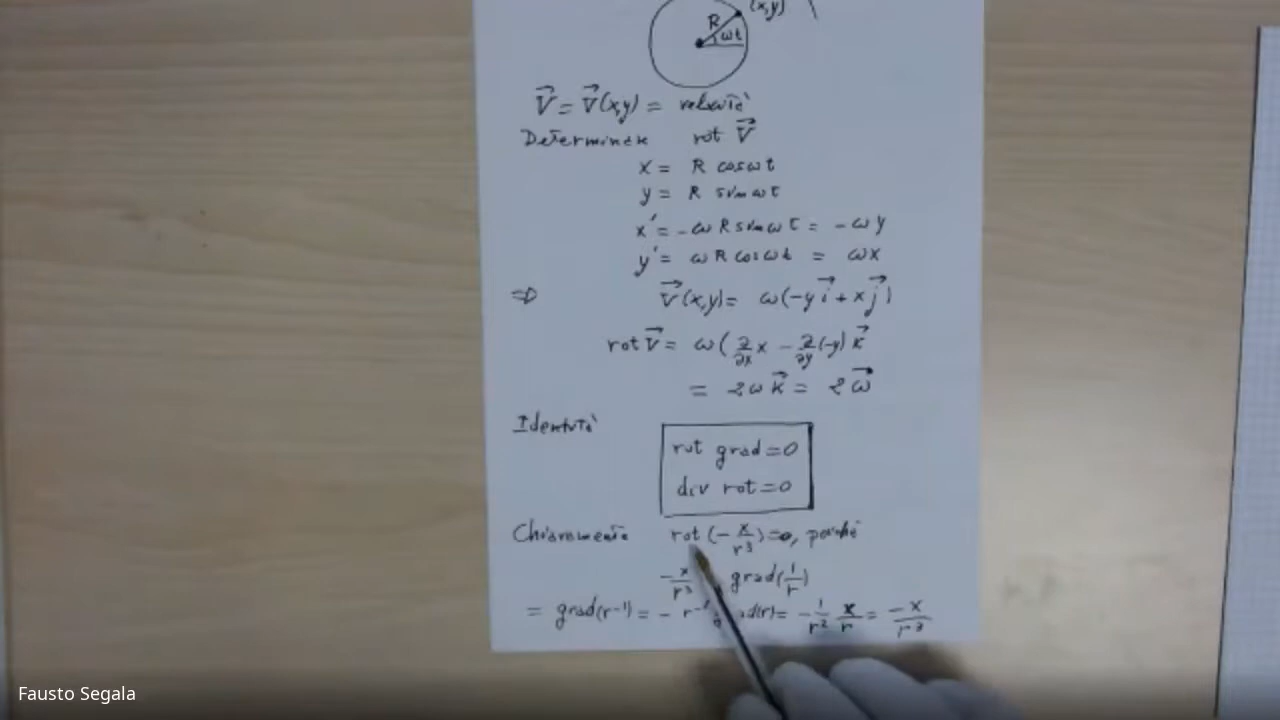 (x,y)
R
ωt
V⃗ = V⃗(x,y) = velocità
Determinare rot V⃗
x = R cosωt
y = R sinωt
x' = -ωR sinωt = -ωy
y' = ωR cosωt = ωx
⇒ V⃗(x,y) = ω(-y i⃗ + x j⃗)
rot V⃗ = ω(∂/∂x x - ∂/∂y (-y) k⃗
= 2ω k⃗ = 2ω⃗
Identità
rot grad = 0
div rot = 0
Chiaramente rot(-x/r³) = 0, poiché
-x/r³ grad(1/r)
= grad(r⁻¹) = - r⁻² grad(r) = -1/r² x/r = -x/r³
Fausto Segala